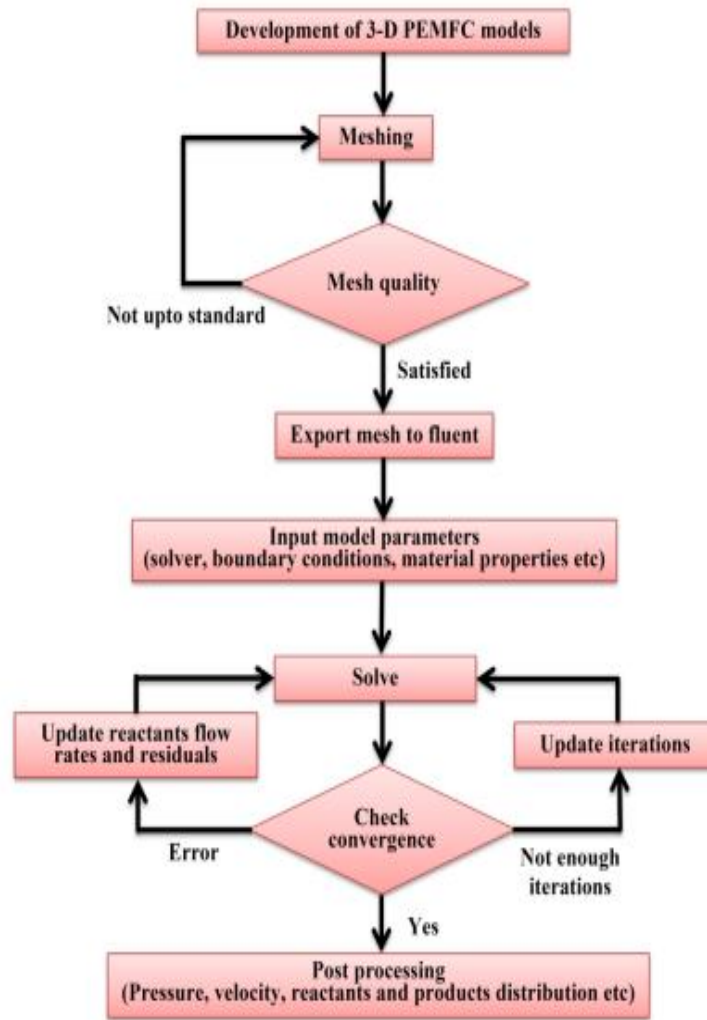 Development of 3-D PEMFC models
Meshing
Mesh quality
Not upto standard
Satisfied
Export mesh to fluent
Input model parameters
(solver, boundary conditions, material properties etc)
Solve
Update reactants flow
rates and residuals
Update iterations
Check
convergence
Error
Not enough
iterations
Yes
Post processing
(Pressure, velocity, reactants and products distribution etc)